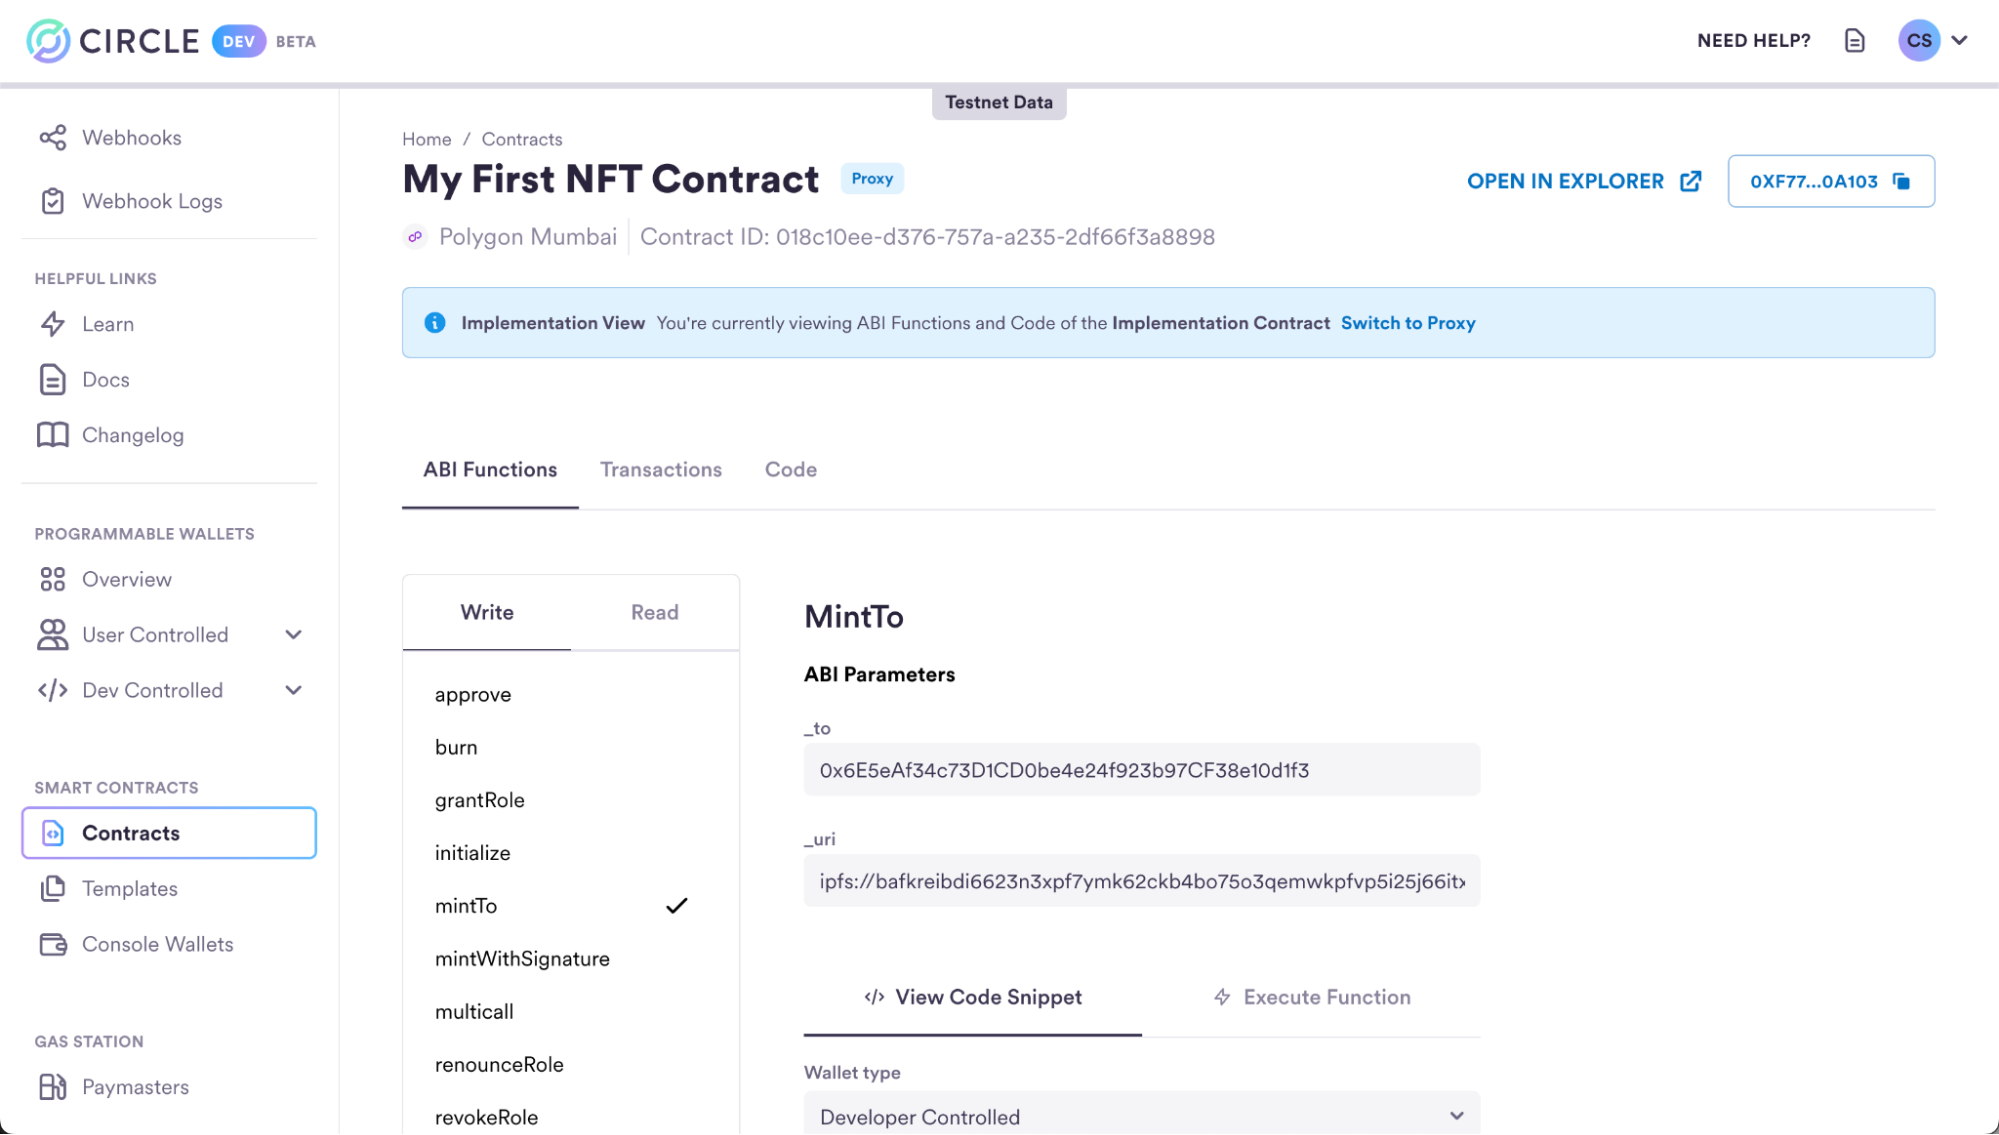 CIRCLE DEV BETA
NEED HELP?
CS
Testnet Data
Webhooks
Webhook Logs
HELPFUL LINKS
Learn
Docs
Changelog
PROGRAMMABLE WALLETS
Overview
User Controlled
Dev Controlled
SMART CONTRACTS
Contracts
Templates
Console Wallets
GAS STATION
Paymasters
Home / Contracts
My First NFT Contract Proxy
OPEN IN EXPLORER
0XF77...0A103
Polygon Mumbai | Contract ID: 018c10ee-d376-757a-a235-2df66f3a8898
Implementation View You're currently viewing ABI Functions and Code of the Implementation Contract Switch to Proxy
ABI Functions Transactions Code
Write Read
approve
burn
grantRole
initialize
mintTo
mintWithSignature
multicall
renounceRole
revokeRole
MintTo
ABI Parameters
_to
0x6E5eAf34c73D1CD0be4e24f923b97CF38e10d1f3
_uri
ipfs://bafkreibdi6623n3xpf7ymk62ckb4bo75o3qemwkpfvp5i25j66itx
</> View Code Snippet Execute Function
Wallet type
Developer Controlled